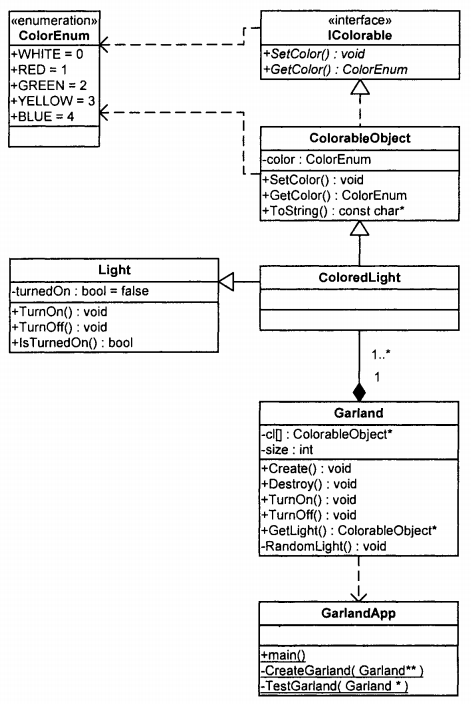 «enumeration»
ColorEnum
+WHITE = 0
+RED = 1
+GREEN = 2
+YELLOW = 3
+BLUE = 4
«interface»
IColorable
+SetColor() : void
+GetColor() : ColorEnum
ColorableObject
-color : ColorEnum
+SetColor() : void
+GetColor() : ColorEnum
+ToString() : const char*
Light
-turnedOn : bool = false
+TurnOn() : void
+TurnOff() : void
+IsTurnedOn() : bool
ColoredLight
1..*
1
Garland
-cl[] : ColorableObject*
-size : int
+Create() : void
+Destroy() : void
+TurnOn() : void
+TurnOff() : void
+GetLight() : ColorableObject*
-RandomLight() : void
GarlandApp
+main()
-CreateGarland( Garland** )
-TestGarland( Garland * )